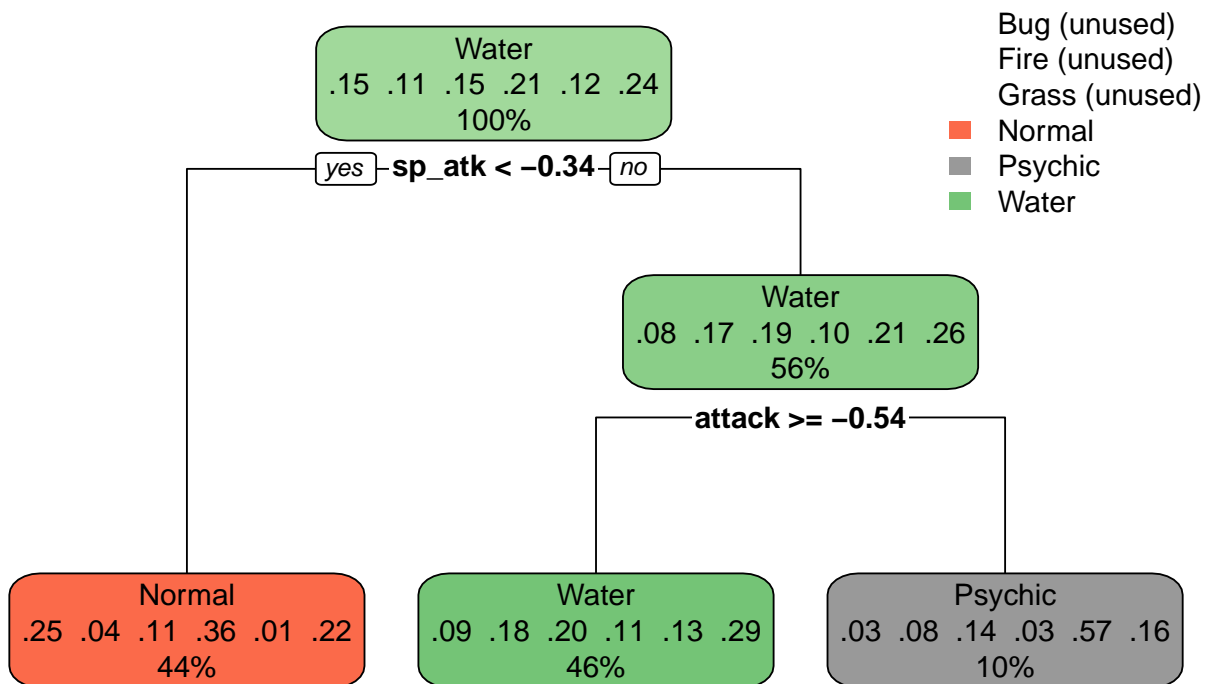 Bug (unused)
Fire (unused)
Grass (unused)
Normal
Psychic
Water
Water
.15 .11 .15 .21 .12 .24
100%
yes sp_atk < −0.34 no
Water
.08 .17 .19 .10 .21 .26
56%
attack >= −0.54
Normal
.25 .04 .11 .36 .01 .22
44%
Water
.09 .18 .20 .11 .13 .29
46%
Psychic
.03 .08 .14 .03 .57 .16
10%